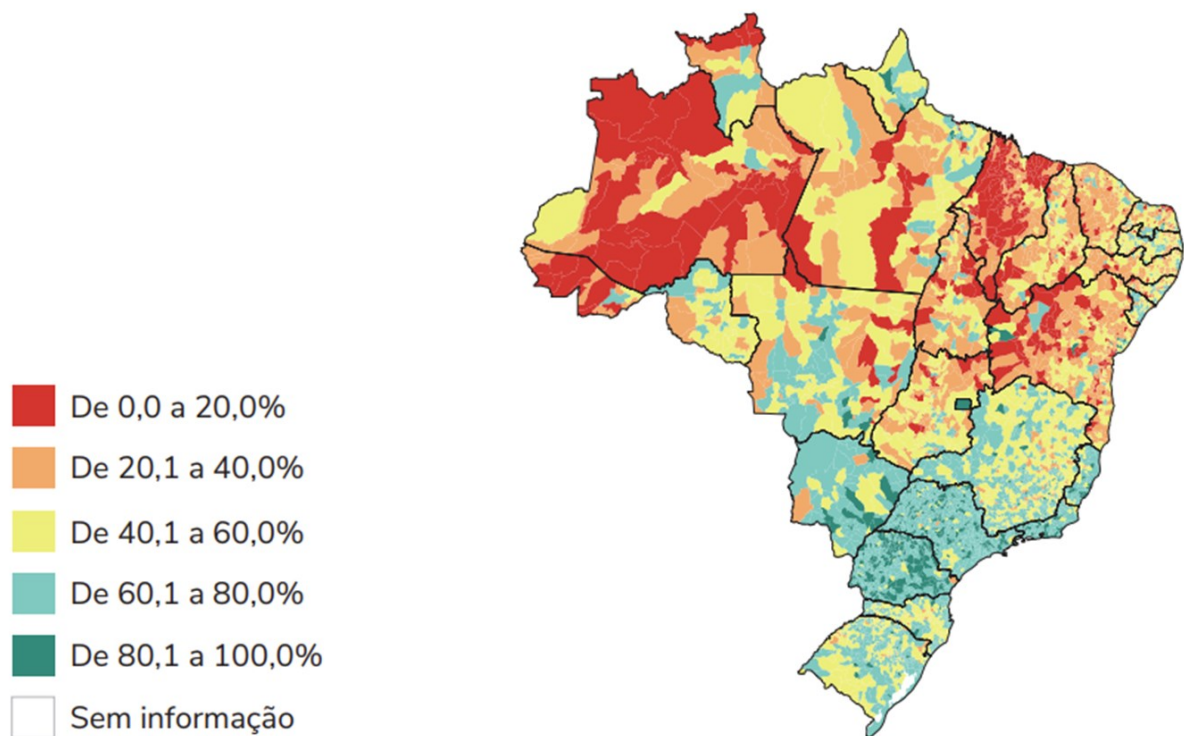 De 0,0 a 20,0%
De 20,1 a 40,0%
De 40,1 a 60,0%
De 60,1 a 80,0%
De 80,1 a 100,0%
Sem informação